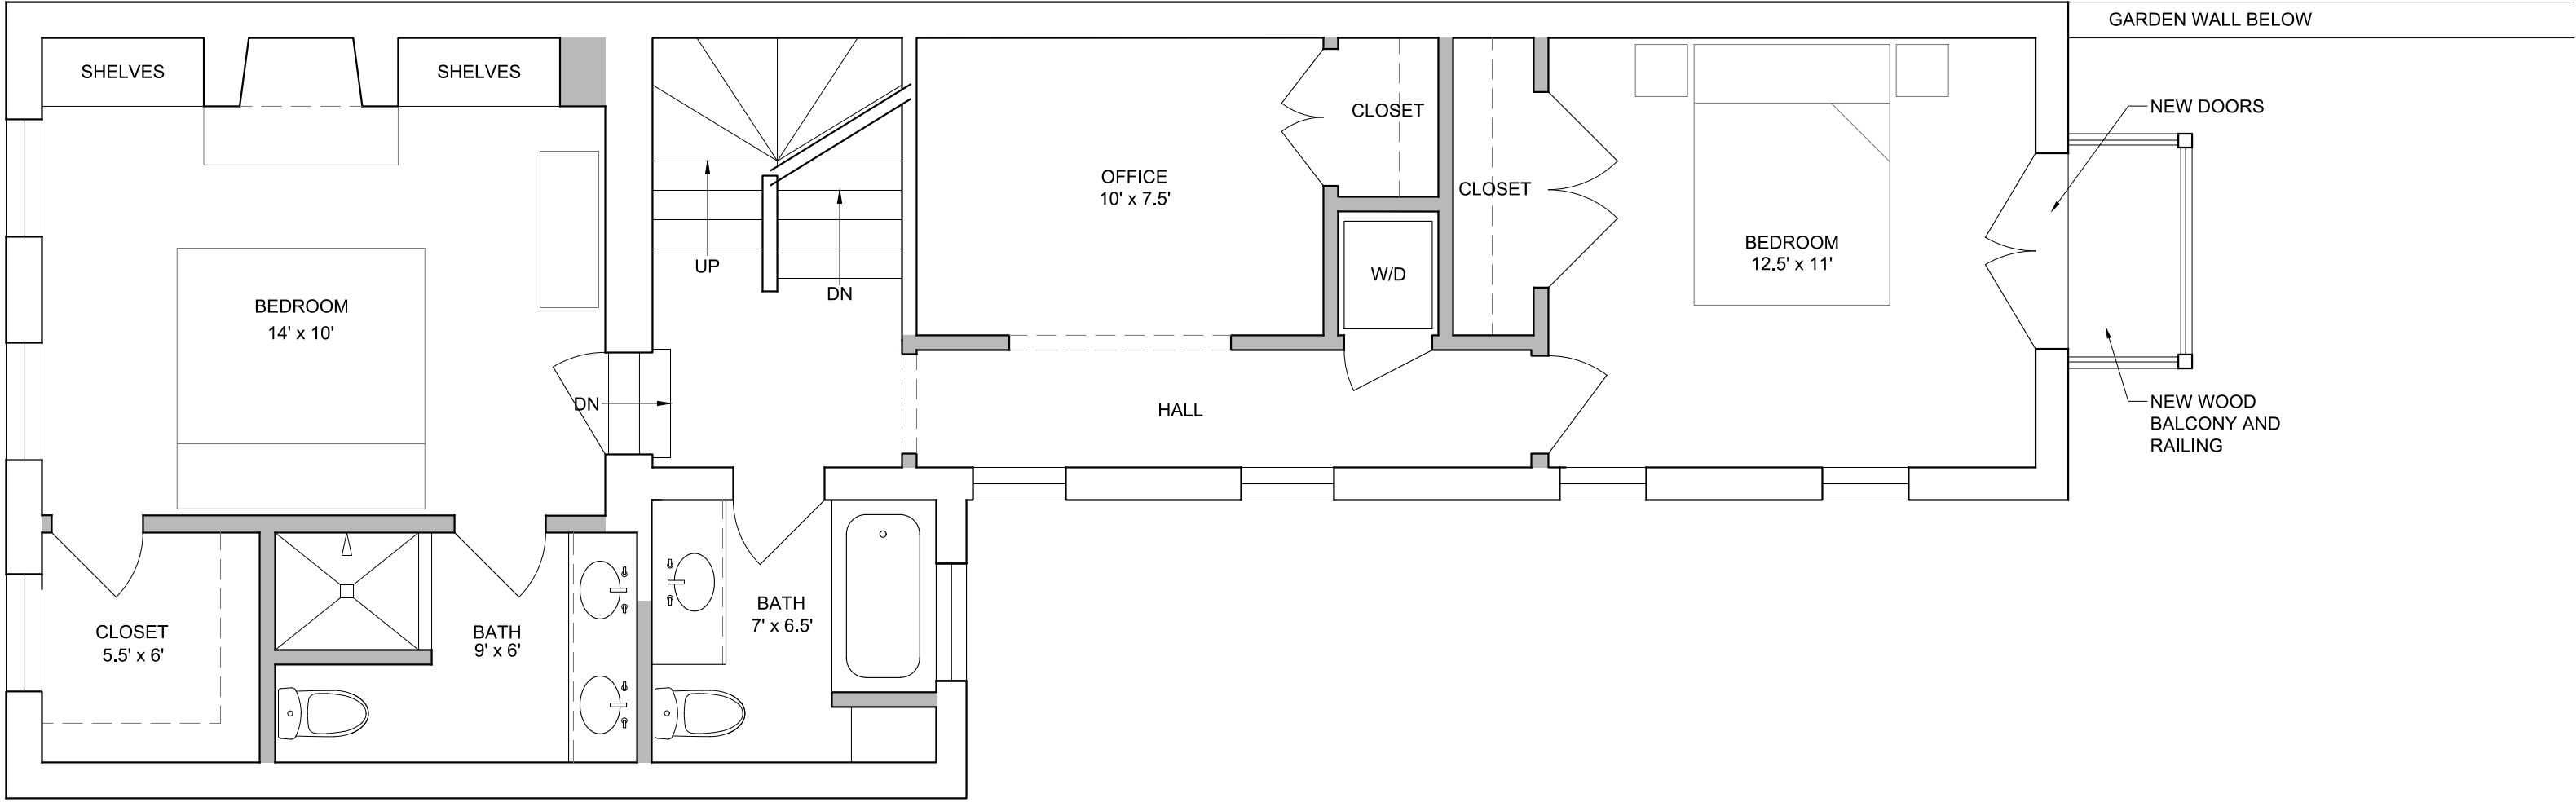 GARDEN WALL BELOW
SHELVES
SHELVES
CLOSET
NEW DOORS
OFFICE
10' x 7.5'
CLOSET
BEDROOM
12.5' x 11'
UP
DN
W/D
BEDROOM
14' x 10'
DN
HALL
NEW WOOD
BALCONY AND
RAILING
CLOSET
5.5' x 6'
BATH
9' x 6'
BATH
7' x 6.5'